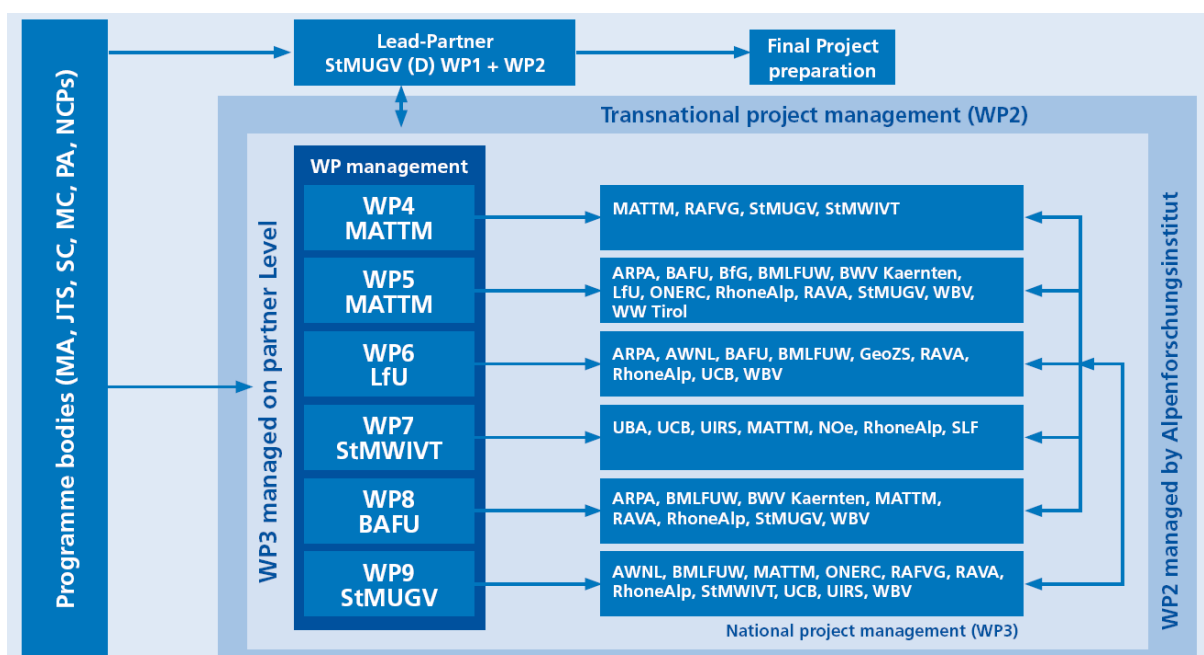 Programme bodies (MA, JTS, SC, MC, PA, NCPs)
Lead-Partner
StMUGV (D) WP1 + WP2
Final Project
preparation
Transnational project management (WP2)
WP3 managed on partner Level
WP management
WP4
MATTM
MATTM, RAFVG, StMUGV, StMWIVT
WP5
MATTM
ARPA, BAFU, BfG, BMLFUW, BWV Kaernten,
LfU, ONERC, RhoneAlp, RAVA, StMUGV, WBV,
WW Tirol
WP6
LfU
ARPA, AWNL, BAFU, BMLFUW, GeoZS, RAVA,
RhoneAlp, UCB, WBV
WP7
StMWIVT
UBA, UCB, UIRS, MATTM, NOe, RhoneAlp, SLF
WP8
BAFU
ARPA, BMLFUW, BWV Kaernten, MATTM,
RAVA, RhoneAlp, StMUGV, WBV
WP9
StMUGV
AWNL, BMLFUW, MATTM, ONERC, RAFVG, RAVA,
RhoneAlp, StMWIVT, UCB, UIRS, WBV
National project management (WP3)
WP2 managed by Alpenforschungsinstitut